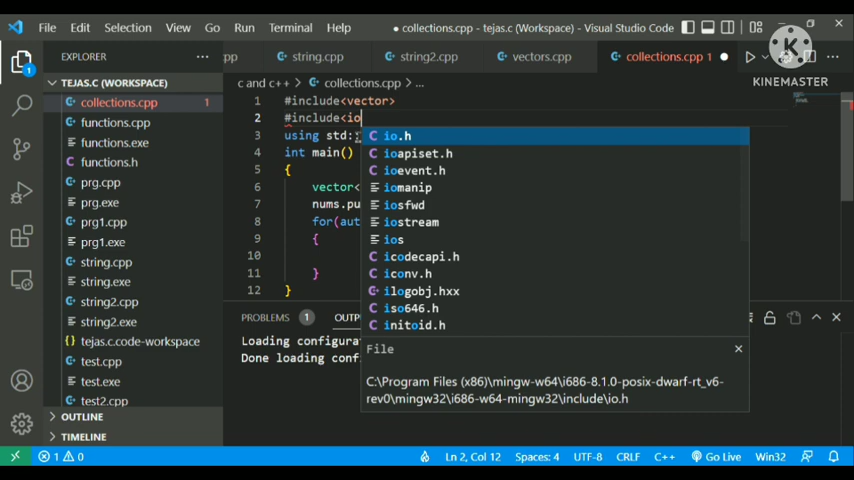 File Edit Selection View Go Run Terminal Help ● collections.cpp - tejas.c (Workspace) - Visual Studio Code
KINEMASTER
EXPLORER
TEJAS.C (WORKSPACE)
collections.cpp 1
functions.cpp
functions.exe
functions.h
prg.cpp
prg.exe
prg1.cpp
prg1.exe
string.cpp
string.exe
string2.cpp
string2.exe
tejas.c.code-workspace
test.cpp
test.exe
test2.cpp
OUTLINE
TIMELINE
pp string.cpp string2.cpp vectors.cpp collections.cpp 1
c and c++ > collections.cpp > ...
1 #include<vector>
2 #include<io
3 using std:
4 int main()
5 {
6 vector<
7 nums.pu
8 for(aut
9 {
10
11 }
12 }
io.h
ioapiset.h
ioevent.h
iomanip
iosfwd
iostream
ios
icodecapi.h
iconv.h
ilogobj.hxx
iso646.h
initoid.h
File
C:\Program Files (x86)\mingw-w64\i686-8.1.0-posix-dwarf-rt_v6-
rev0\mingw32\i686-w64-mingw32\include\io.h
PROBLEMS 1 OUTP
Loading configura
Done loading conf
1 0 Ln 2, Col 12 Spaces: 4 UTF-8 CRLF C++ Go Live Win32